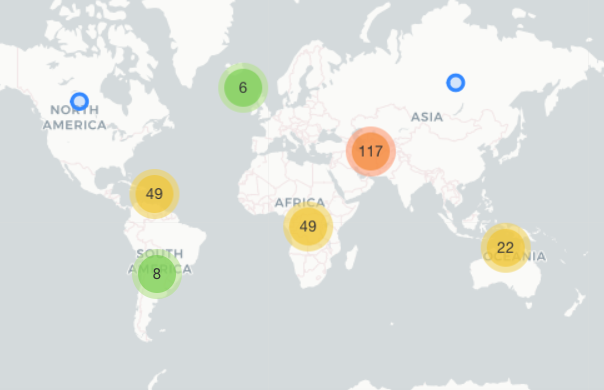 6
NORTH
AMERICA
ASIA
117
49
AFRICA
49
22
OCEANIA
SOUTH
AMERICA
8